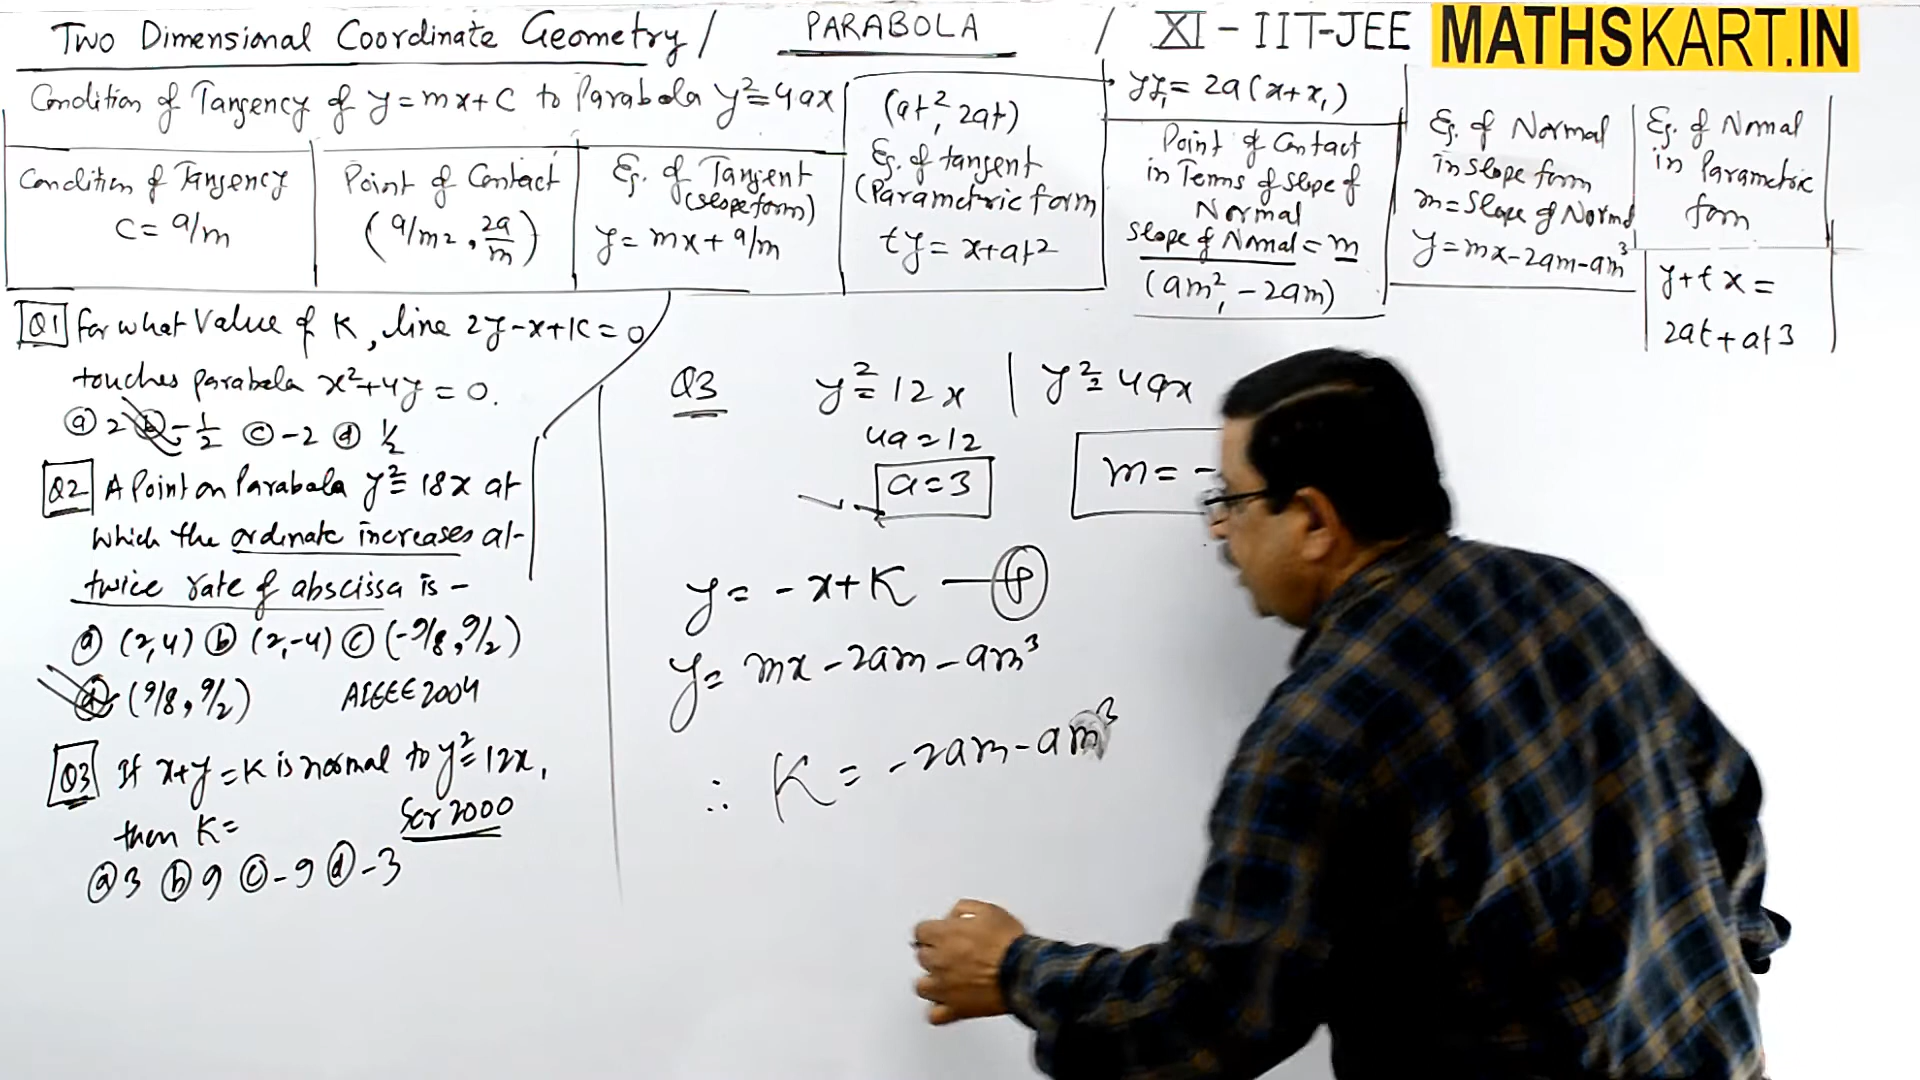 Two Dimensional Coordinate Geometry / PARABOLA / XI - IIT-JEE MATHSKART.IN
Condition of Tangency of y=mx+c to Parabola y²=4ax
Condition of Tangency
c = a/m
Point of Contact
(a/m², 2a/m)
Eq. of Tangent
(slope form)
y = mx + a/m
(at², 2at)
Eq. of tangent
(Parametric form
ty = x+at²
yy₁ = 2a(x+x₁)
Point of Contact
in Terms of slope of
Normal
slope of Normal = m
(am², -2am)
Eq. of Normal
in slope form
m = slope of Normal
y = mx-2am-am³
Eq. of Normal
in Parametric
form
y+tx =
2at+at3
Q1 For what Value of K, line 2y-x+k=0
touches parabola x²+4y=0.
(a) 2 (b) -1/2 (c) -2 (d) 1/2
Q2 A Point on Parabola y²=18x at
which the ordinate increases at
twice rate of abscissa is -
(a) (2,4) (b) (2,-4) (c) (-9/8, 9/2)
(d) (9/8, 9/2) AIEEE 2004
Q3 If x+y=K is normal to y²=12x,
then K= Scr 2000
(a) 3 (b) 9 (c) -9 (d) -3
Q3 y²=12x | y²=4ax
4a=12
a=3 m = -
y = -x+K — P
y = mx-2am-am³
∴ K = -2am-am³